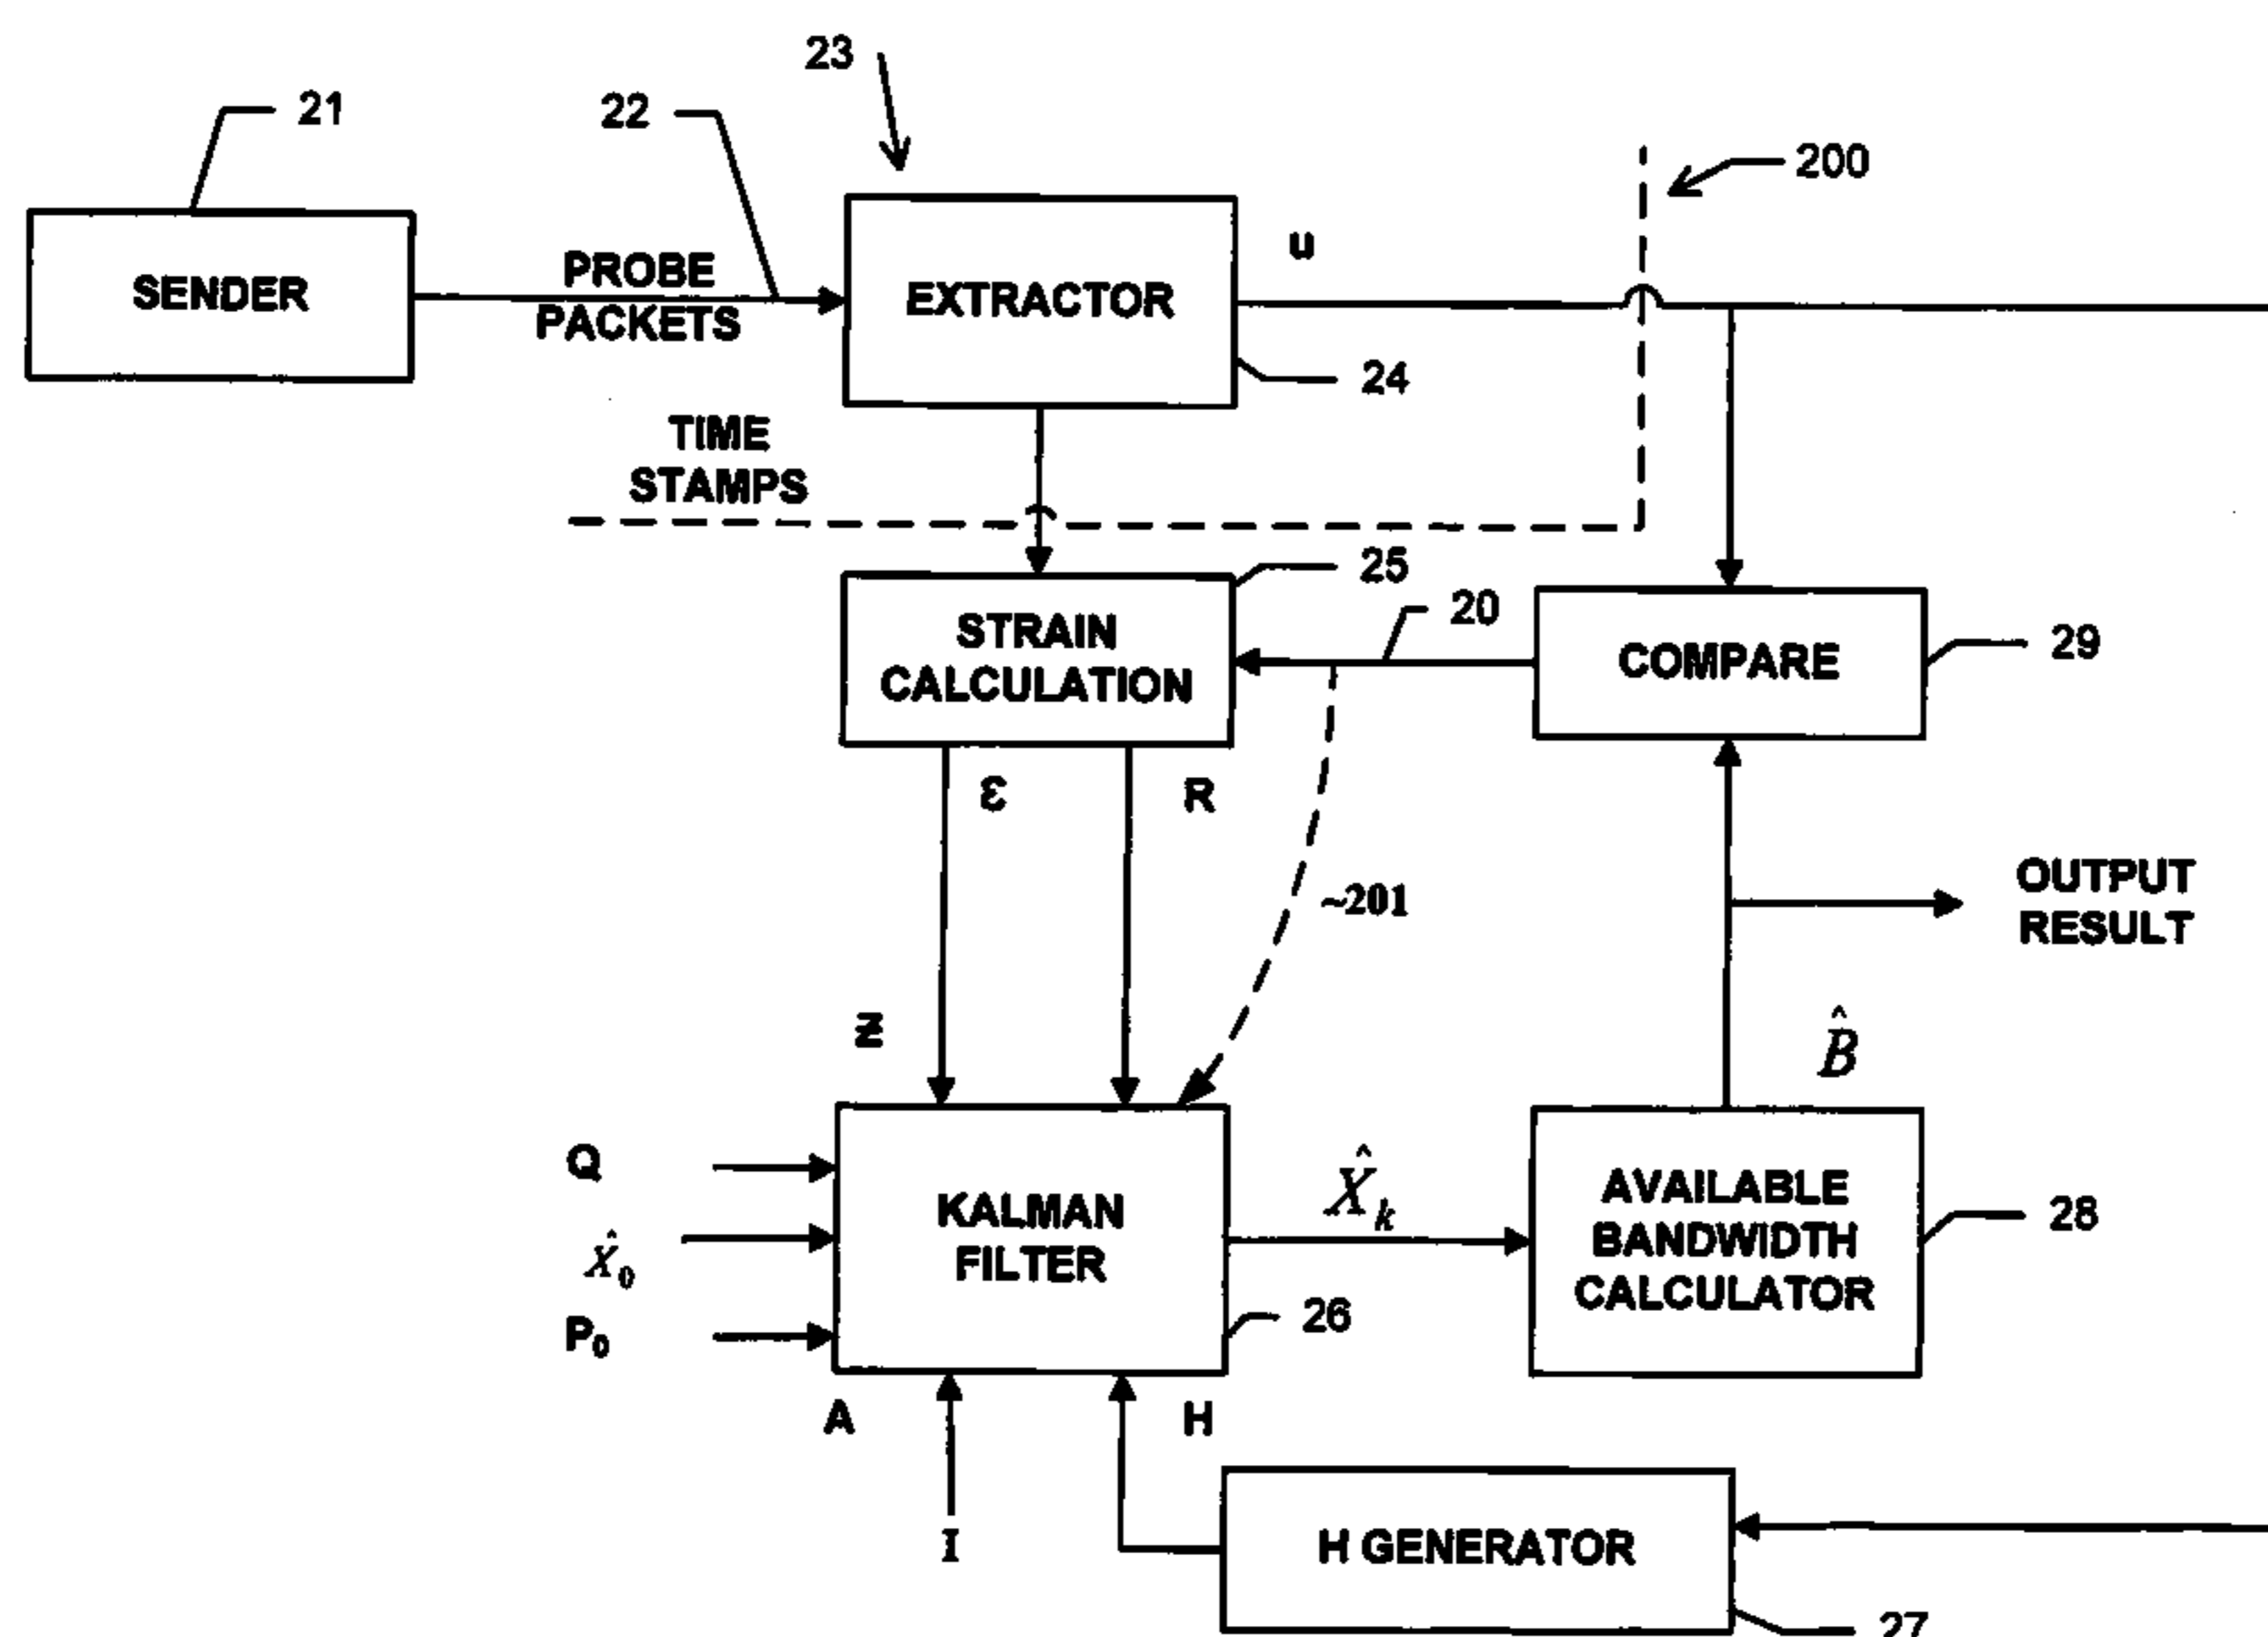 23
21
22
200
SENDER
PROBE
PACKETS
EXTRACTOR
u
24
TIME
STAMPS
25
20
STRAIN
CALCULATION
COMPARE
29
ε
R
~201
OUTPUT
RESULT
Z
B̂
Q
X̂₀
P₀
KALMAN
FILTER
X̂ₖ
AVAILABLE
BANDWIDTH
CALCULATOR
28
26
A
H
I
H GENERATOR
27